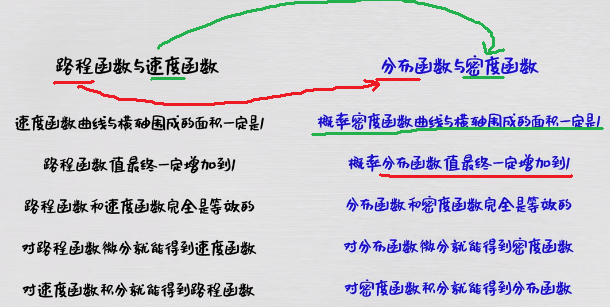 路程函数与速度函数 分布函数与密度函数
速度函数曲线与横轴围成的面积一定是1 概率密度函数曲线与横轴围成的面积一定是1
路程函数值最终一定增加到1 概率分布函数值最终一定增加到1
路程函数和速度函数完全是等效的 分布函数和密度函数完全是等效的
对路程函数微分就能得到速度函数 对分布函数微分就能得到密度函数
对速度函数积分就能得到路程函数 对密度函数积分就能得到分布函数